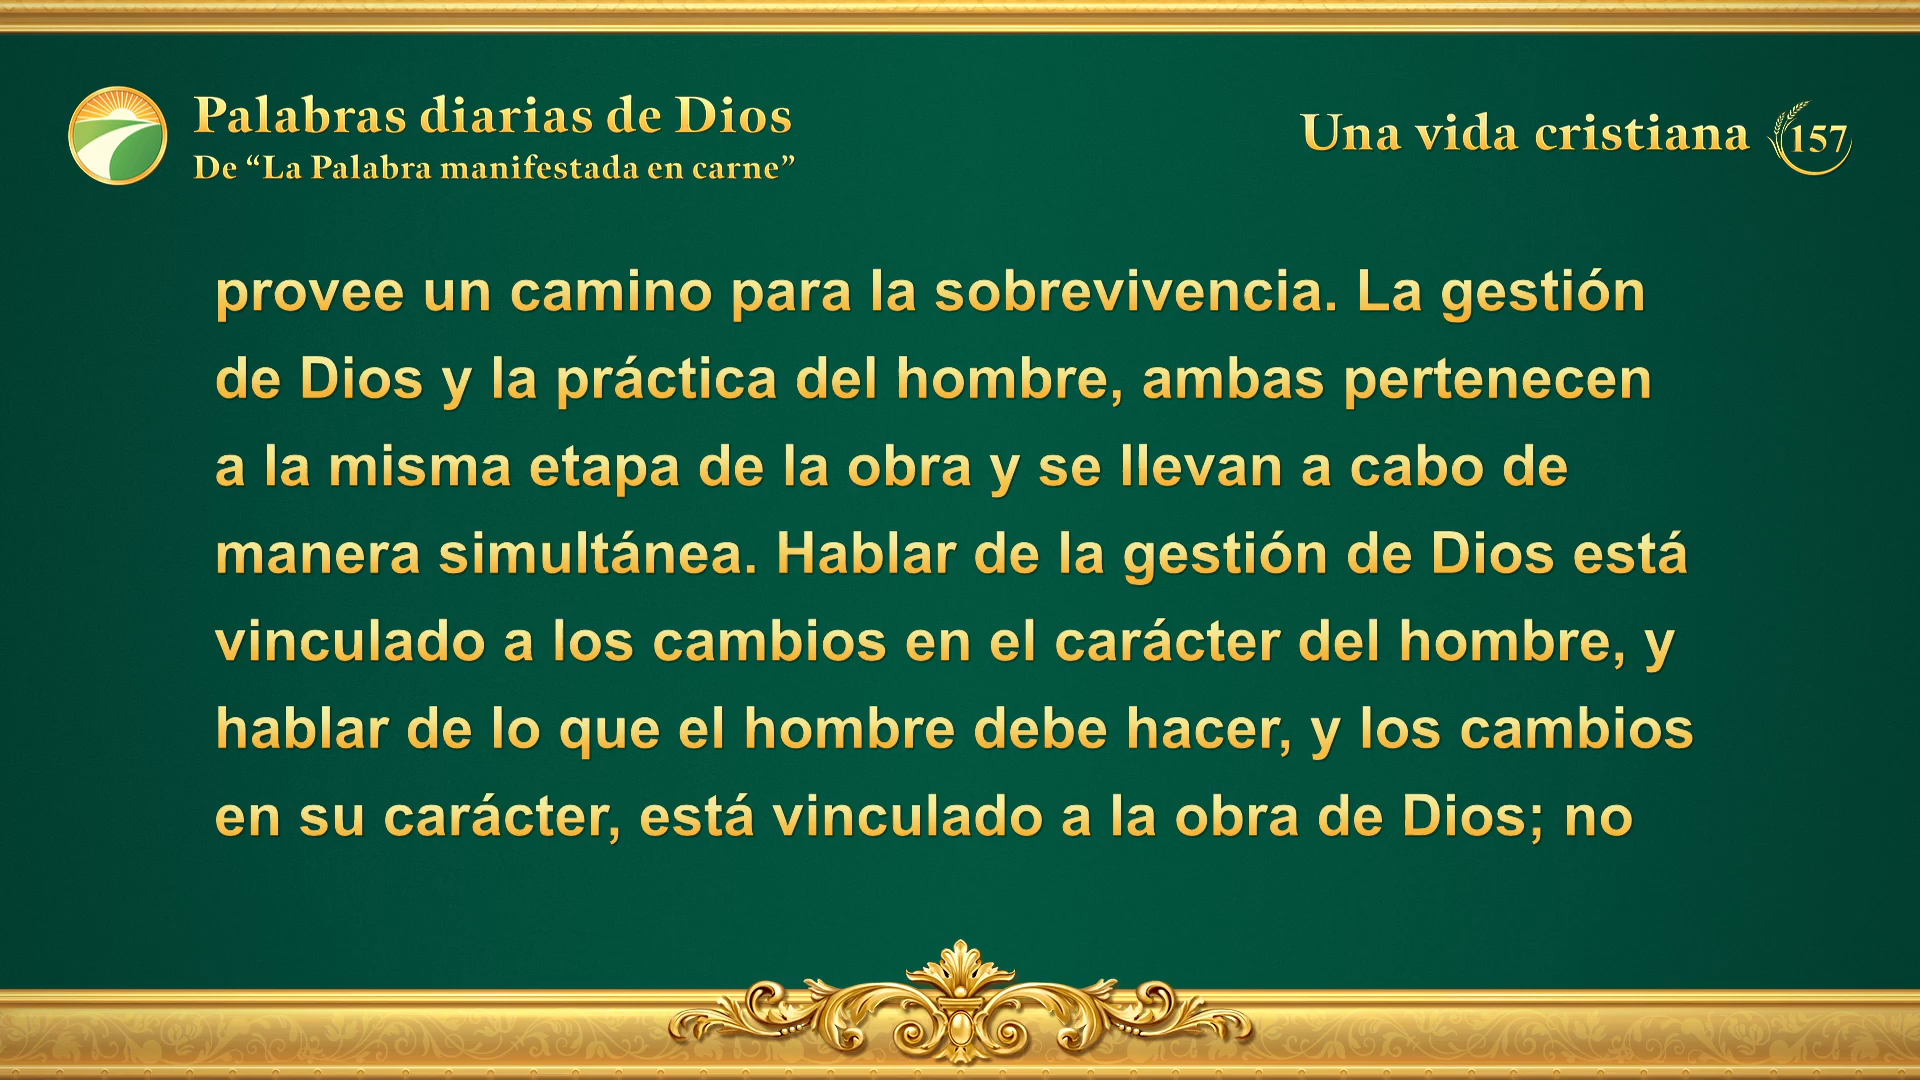 Palabras diarias de Dios
De “La Palabra manifestada en carne”
Una vida cristiana 157
provee un camino para la sobrevivencia. La gestión
de Dios y la práctica del hombre, ambas pertenecen
a la misma etapa de la obra y se llevan a cabo de
manera simultánea. Hablar de la gestión de Dios está
vinculado a los cambios en el carácter del hombre, y
hablar de lo que el hombre debe hacer, y los cambios
en su carácter, está vinculado a la obra de Dios; no